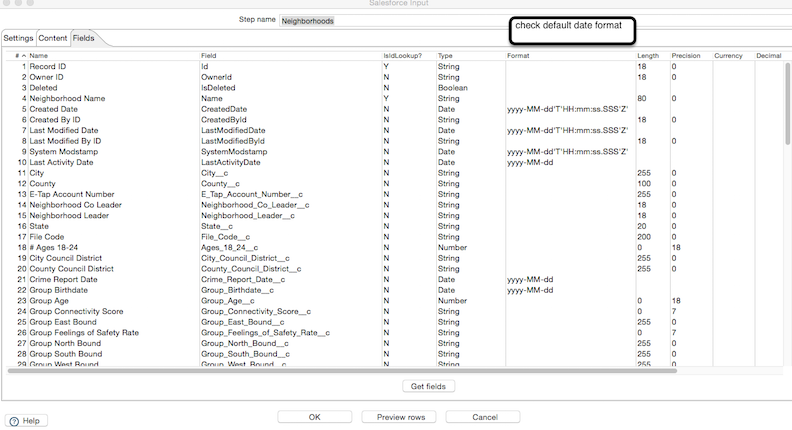 Salesforce Input
Step name Neighborhoods
check default date format
Settings Content Fields
# Name Field IsIdLookup? Type Format Length Precision Currency Decimal
1 Record ID Id Y String 18 0
2 Owner ID OwnerId N String 18 0
3 Deleted IsDeleted N Boolean
4 Neighborhood Name Name Y String 80 0
5 Created Date CreatedDate N Date yyyy-MM-dd'T'HH:mm:ss.SSS'Z'
6 Created By ID CreatedById N String 18 0
7 Last Modified Date LastModifiedDate N Date yyyy-MM-dd'T'HH:mm:ss.SSS'Z'
8 Last Modified By ID LastModifiedById N String 18 0
9 System Modstamp SystemModstamp N Date yyyy-MM-dd'T'HH:mm:ss.SSS'Z'
10 Last Activity Date LastActivityDate N Date yyyy-MM-dd
11 City City__c N String 255 0
12 County County__c N String 100 0
13 E-Tap Account Number E_Tap_Account_Number__c N String 255 0
14 Neighborhood Co Leader Neighborhood_Co_Leader__c N String 18 0
15 Neighborhood Leader Neighborhood_Leader__c N String 18 0
16 State State__c N String 20 0
17 File Code File_Code__c N String 200 0
18 # Ages 18-24 Ages_18_24__c N Number 0 18
19 City Council District City_Council_District__c N String 255 0
20 County Council District County_Council_District__c N String 255 0
21 Crime Report Date Crime_Report_Date__c N Date yyyy-MM-dd
22 Group Birthdate Group_Birthdate__c N Date yyyy-MM-dd
23 Group Age Group_Age__c N Number 0 18
24 Group Connectivity Score Group_Connectivity_Score__c N String 0 7
25 Group East Bound Group_East_Bound__c N String 255 0
26 Group Feelings of Safety Rate Group_Feelings_of_Safety_Rate__c N String 0 7
27 Group North Bound Group_North_Bound__c N String 255 0
28 Group South Bound Group_South_Bound__c N String 255 0
29 Group West Bound Group_West_Bound__c N String 255 0
Get fields
Help OK Preview rows Cancel